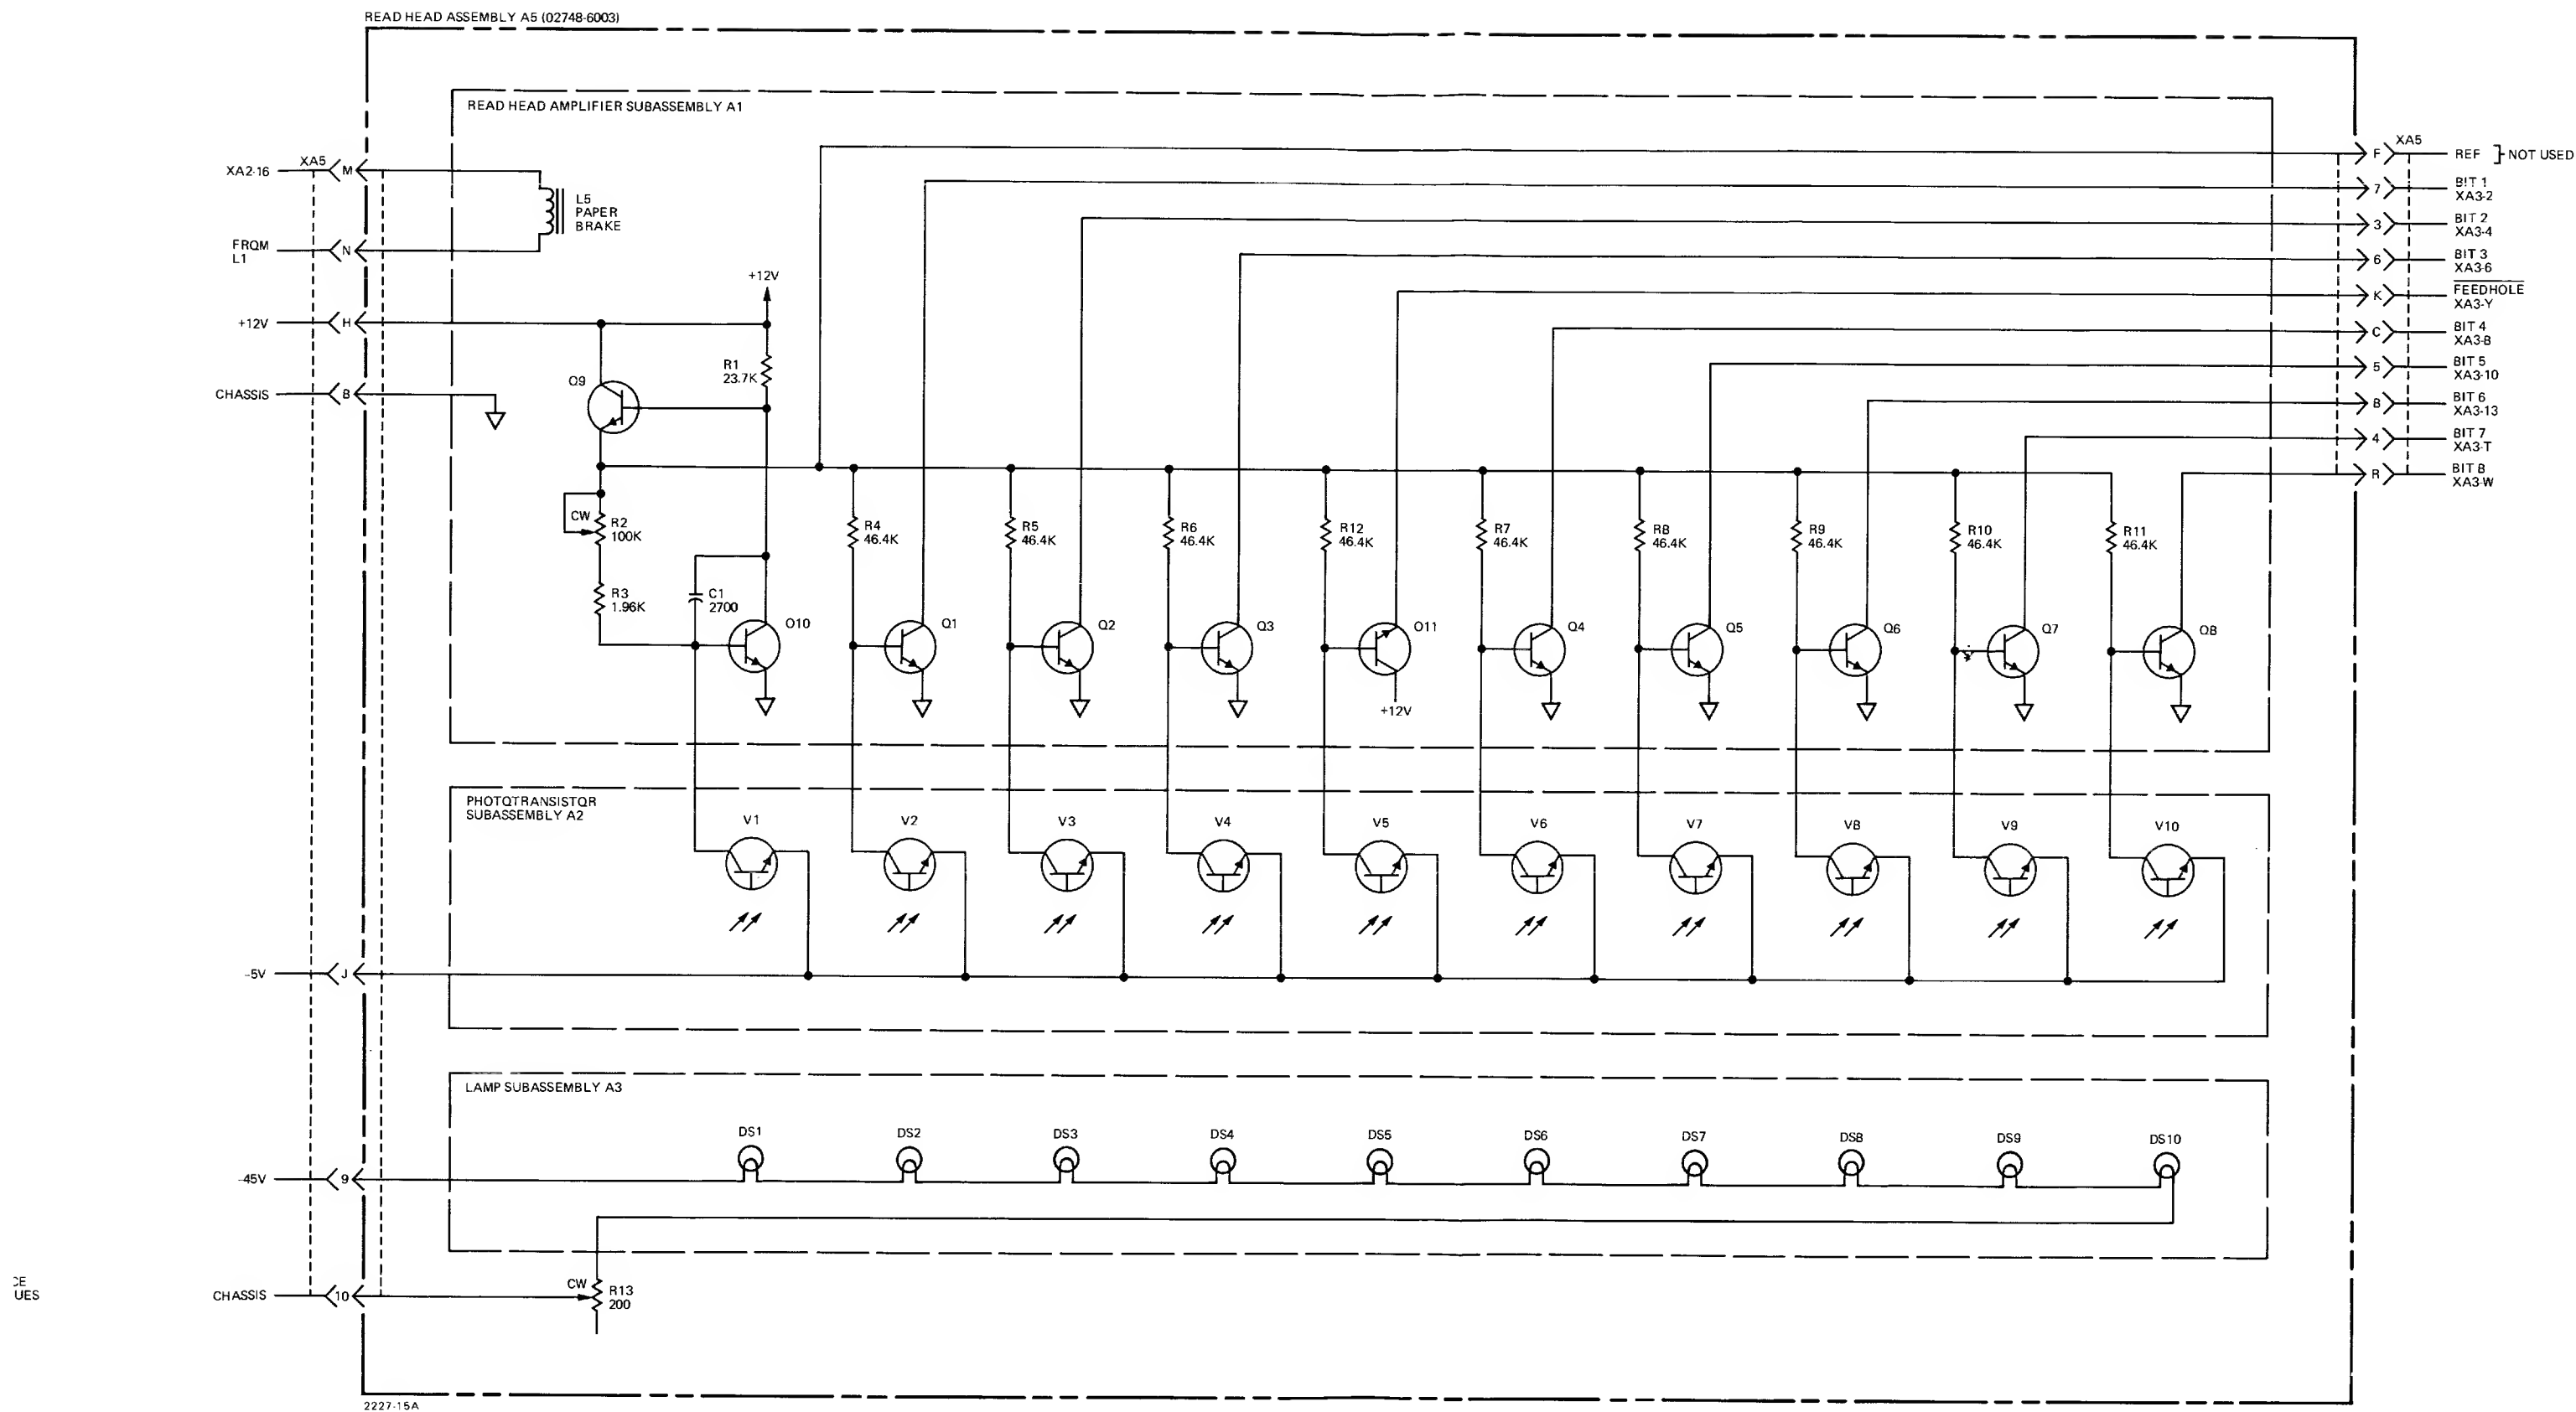 READ HEAD ASSEMBLY A5 (02748-6003)
READ HEAD AMPLIFIER SUBASSEMBLY A1
XA2-16
XA5
M
L5
PAPER
BRAKE
FROM
L1
N
+12V
H
+12V
CHASSIS
B
Q9
R1
23.7K
CW
R2
100K
R3
1.96K
C1
2700
Q10
R4
46.4K
Q1
R5
46.4K
Q2
R6
46.4K
Q3
R12
46.4K
Q11
+12V
R7
46.4K
Q4
R8
46.4K
Q5
R9
46.4K
Q6
R10
46.4K
Q7
R11
46.4K
Q8
XA5
F
REF
NOT USED
7
BIT 1
XA3-2
3
BIT 2
XA3-4
6
BIT 3
XA3-6
K
FEEDHOLE
XA3-Y
C
BIT 4
XA3-B
5
BIT 5
XA3-10
8
BIT 6
XA3-13
4
BIT 7
XA3-T
R
BIT 8
XA3-W
PHOTOTRANSISTOR
SUBASSEMBLY A2
V1
V2
V3
V4
V5
V6
V7
V8
V9
V10
-5V
J
LAMP SUBASSEMBLY A3
DS1
DS2
DS3
DS4
DS5
DS6
DS7
DS8
DS9
DS10
-45V
9
CHASSIS
10
CW
R13
200
UES
2227-15A